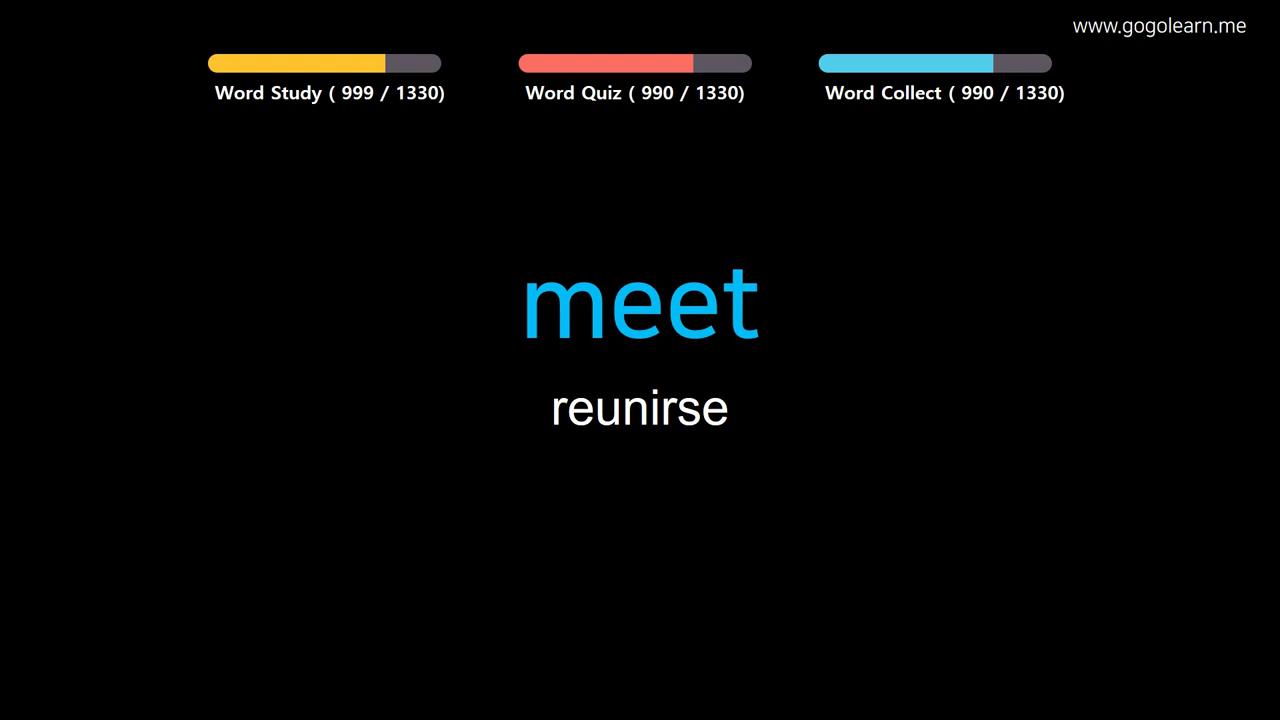 www.gogolearn.me
Word Study ( 999 / 1330)
Word Quiz ( 990 / 1330)
Word Collect ( 990 / 1330)
meet
reunirse